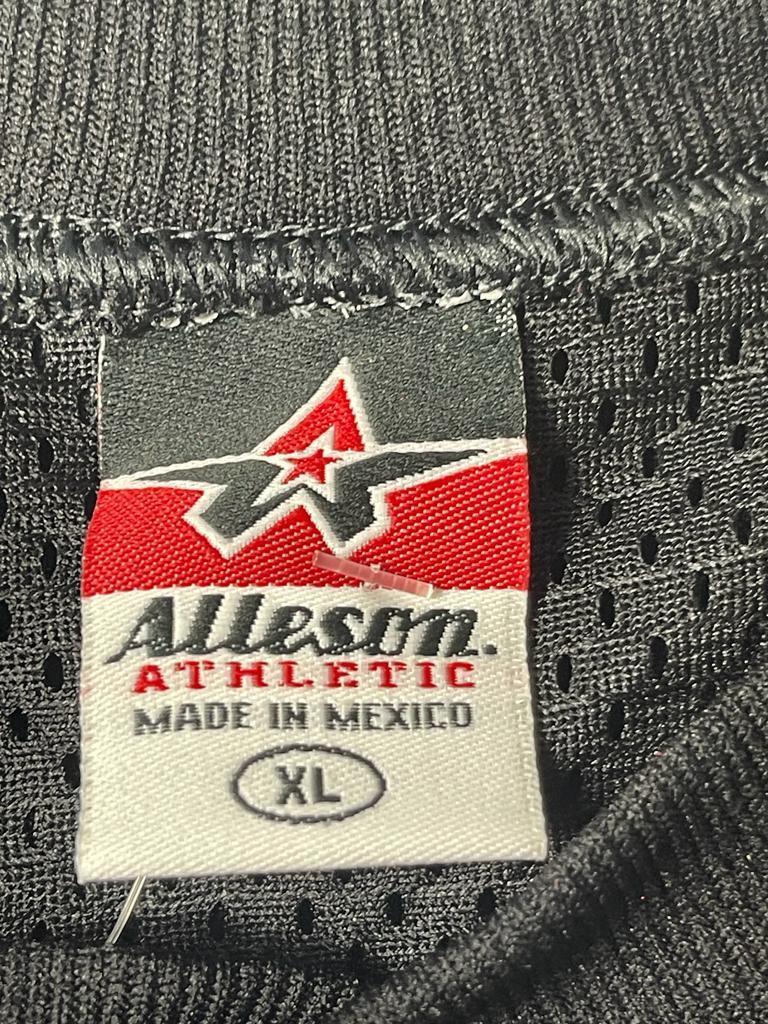 Alleson.
ATHLETIC
MADE IN MEXICO
XL